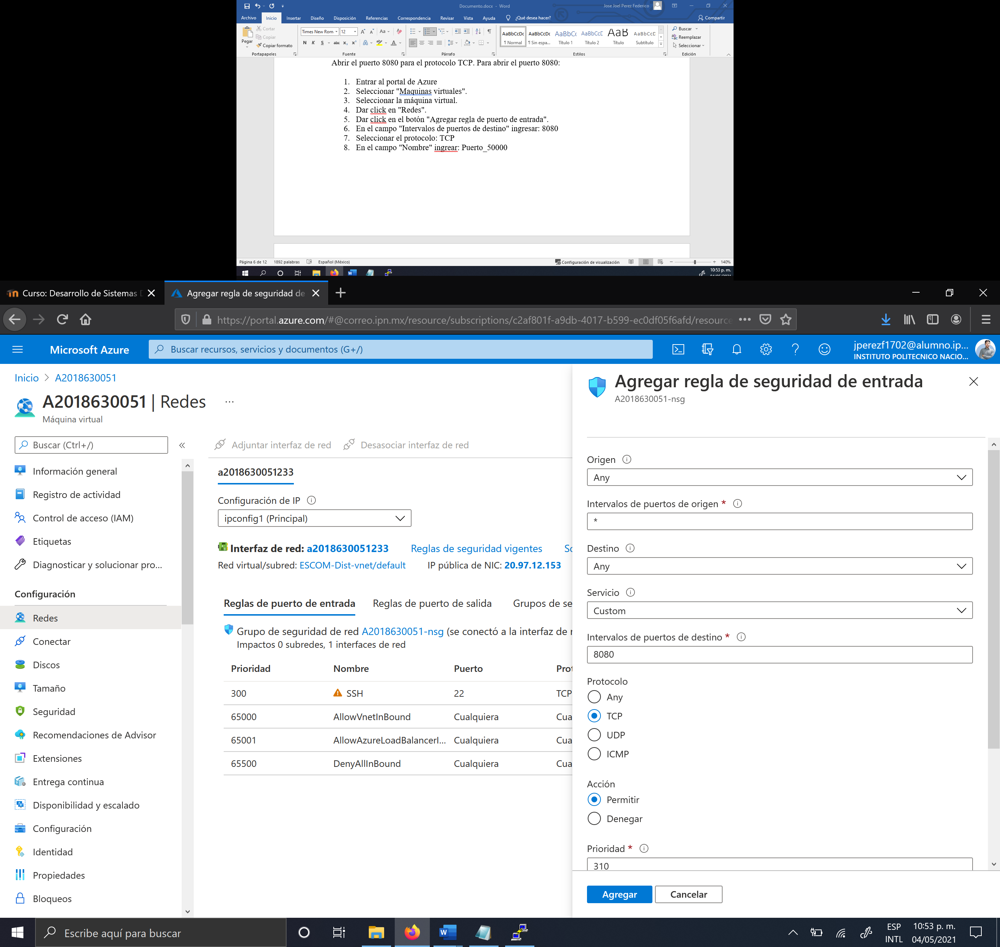 Documento.docx - Word
Jose Joel Perez Federico
Archivo Inicio Insertar Diseño Disposición Referencias Correspondencia Revisar Vista Ayuda ¿Qué desea hacer? Compartir
Pegar
Cortar
Copiar
Copiar formato
Portapapeles
Times New Rom 12
Fuente
Párrafo
AaBbCcDc AaBbCcDc AaBbC( AaBbCcE AaB AaBbCcC
¶ Normal ¶ Sin espa... Título 1 Título 2 Título Subtítulo
Estilos
Buscar
Reemplazar
Seleccionar
Edición
Abrir el puerto 8080 para el protocolo TCP. Para abrir el puerto 8080:
1. Entrar al portal de Azure
2. Seleccionar "Maquinas virtuales".
3. Seleccionar la máquina virtual.
4. Dar click en "Redes".
5. Dar click en el botón "Agregar regla de puerto de entrada".
6. En el campo "Intervalos de puertos de destino" ingresar: 8080
7. Seleccionar el protocolo: TCP
8. En el campo "Nombre" ingrear: Puerto_50000
Página 6 de 12 1892 palabras Español (México) Configuración de visualización 140%
10:53 p. m.
Curso: Desarrollo de Sistemas
Agregar regla de seguridad de
https://portal.azure.com/#@correo.ipn.mx/resource/subscriptions/c2af801f-a9db-4017-b599-ec0df05f6afd/resource
Microsoft Azure
Buscar recursos, servicios y documentos (G+/)
jperezf1702@alumno.ip...
INSTITUTO POLITECNICO NACIO...
Inicio > A2018630051
A2018630051 | Redes ...
Máquina virtual
Buscar (Ctrl+/) «
Información general
Registro de actividad
Control de acceso (IAM)
Etiquetas
Diagnosticar y solucionar pro...
Configuración
Redes
Conectar
Discos
Tamaño
Seguridad
Recomendaciones de Advisor
Extensiones
Entrega continua
Disponibilidad y escalado
Configuración
Identidad
Propiedades
Bloqueos
Adjuntar interfaz de red Desasociar interfaz de red
a2018630051233
Configuración de IP
ipconfig1 (Principal)
Interfaz de red: a2018630051233 Reglas de seguridad vigentes
Red virtual/subred: ESCOM-Dist-vnet/default IP pública de NIC: 20.97.12.153
Reglas de puerto de entrada Reglas de puerto de salida Grupos de se
Grupo de seguridad de red A2018630051-nsg (se conectó a la interfaz de r
Impactos 0 subredes, 1 interfaces de red
Prioridad Nombre Puerto Prot
300 SSH 22 TCP
65000 AllowVnetInBound Cualquiera Cua
65001 AllowAzureLoadBalancerI... Cualquiera Cua
65500 DenyAllInBound Cualquiera Cua
Agregar regla de seguridad de entrada
A2018630051-nsg
Origen
Any
Intervalos de puertos de origen *
*
Destino
Any
Servicio
Custom
Intervalos de puertos de destino *
8080
Protocolo
Any
TCP
UDP
ICMP
Acción
Permitir
Denegar
Prioridad *
310
Agregar Cancelar
Escribe aquí para buscar
ESP
INTL
10:53 p. m.
04/05/2021